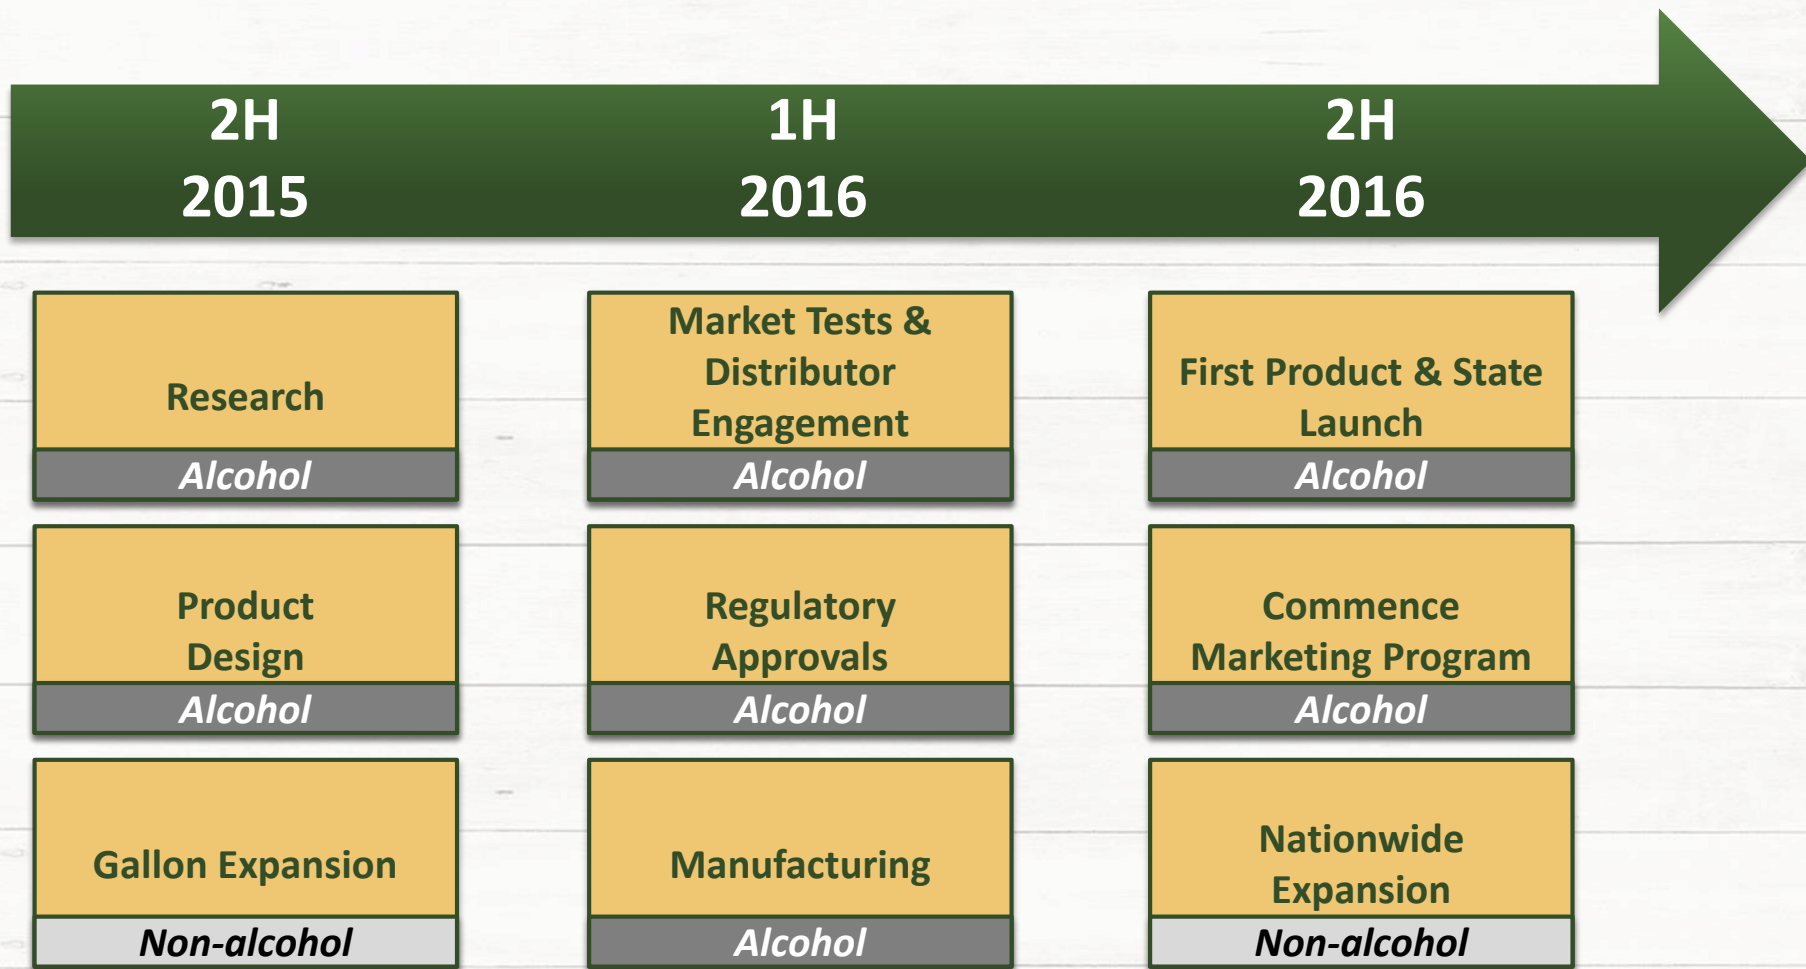 2H
2015
1H
2016
2H
2016
Research
Alcohol
Market Tests &
Distributor
Engagement
Alcohol
First Product & State
Launch
Alcohol
Product
Design
Alcohol
Regulatory
Approvals
Alcohol
Commence
Marketing Program
Alcohol
Gallon Expansion
Non-alcohol
Manufacturing
Alcohol
Nationwide
Expansion
Non-alcohol